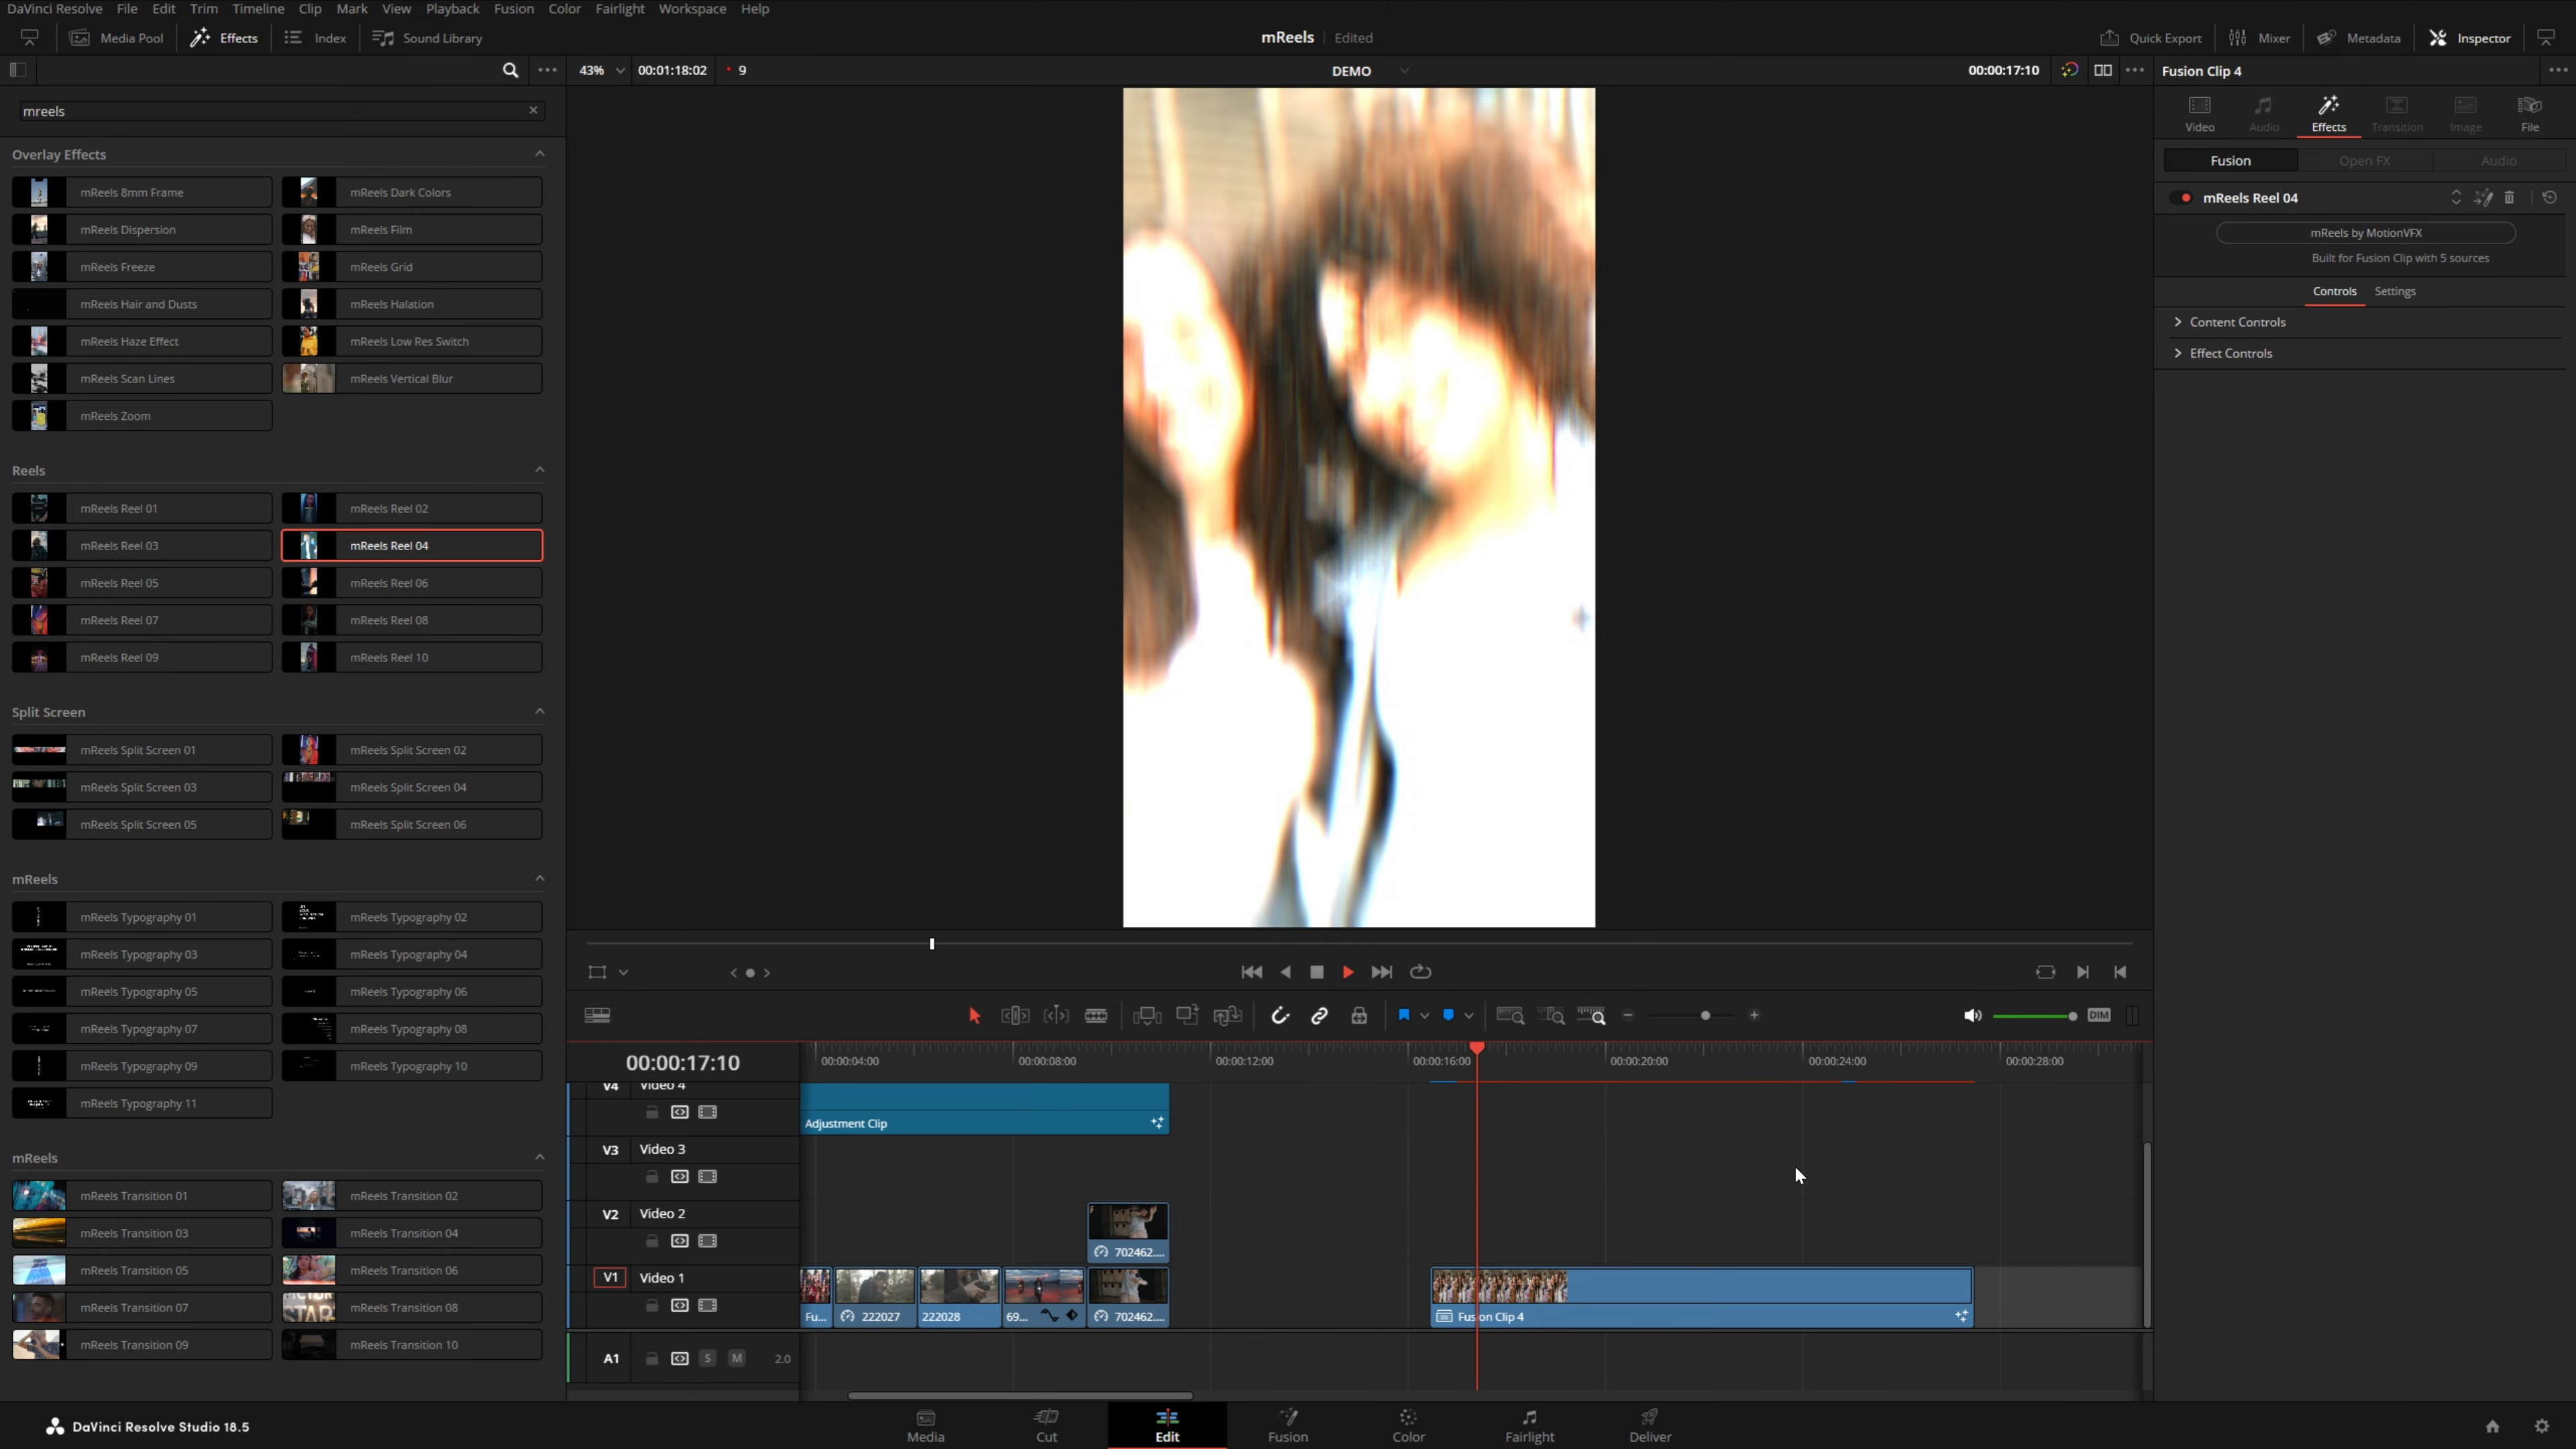 DaVinci Resolve File Edit Trim Timeline Clip Mark View Playback Fusion Color Fairlight Workspace Help
Media Pool Effects Index Sound Library mReels Edited Quick Export Mixer Metadata Inspector
43% 00:01:18:02 9 DEMO 00:00:17:10 Fusion Clip 4
mreels
Video Audio Effects Transition Image File
Fusion Open FX Audio
mReels Reel 04
mReels by MotionVFX
Built for Fusion Clip with 5 sources
Controls Settings
Content Controls
Effect Controls
Overlay Effects
mReels 8mm Frame mReels Dark Colors
mReels Dispersion mReels Film
mReels Freeze mReels Grid
mReels Hair and Dusts mReels Halation
mReels Haze Effect mReels Low Res Switch
mReels Scan Lines mReels Vertical Blur
mReels Zoom
Reels
mReels Reel 01 mReels Reel 02
mReels Reel 03 mReels Reel 04
mReels Reel 05 mReels Reel 06
mReels Reel 07 mReels Reel 08
mReels Reel 09 mReels Reel 10
Split Screen
mReels Split Screen 01 mReels Split Screen 02
mReels Split Screen 03 mReels Split Screen 04
mReels Split Screen 05 mReels Split Screen 06
mReels
mReels Typography 01 mReels Typography 02
mReels Typography 03 mReels Typography 04
mReels Typography 05 mReels Typography 06
mReels Typography 07 mReels Typography 08
mReels Typography 09 mReels Typography 10
mReels Typography 11
mReels
mReels Transition 01 mReels Transition 02
mReels Transition 03 mReels Transition 04
mReels Transition 05 mReels Transition 06
mReels Transition 07 mReels Transition 08
mReels Transition 09 mReels Transition 10
DIM
00:00:17:10 00:00:04:00 00:00:08:00 00:00:12:00 00:00:16:00 00:00:20:00 00:00:24:00 00:00:28:00
V4 Video 4
Adjustment Clip
V3 Video 3
V2 Video 2
702462....
V1 Video 1
Fu... 222027 222028 69... 702462.... Fusion Clip 4
A1 S M 2.0
DaVinci Resolve Studio 18.5 Media Cut Edit Fusion Color Fairlight Deliver